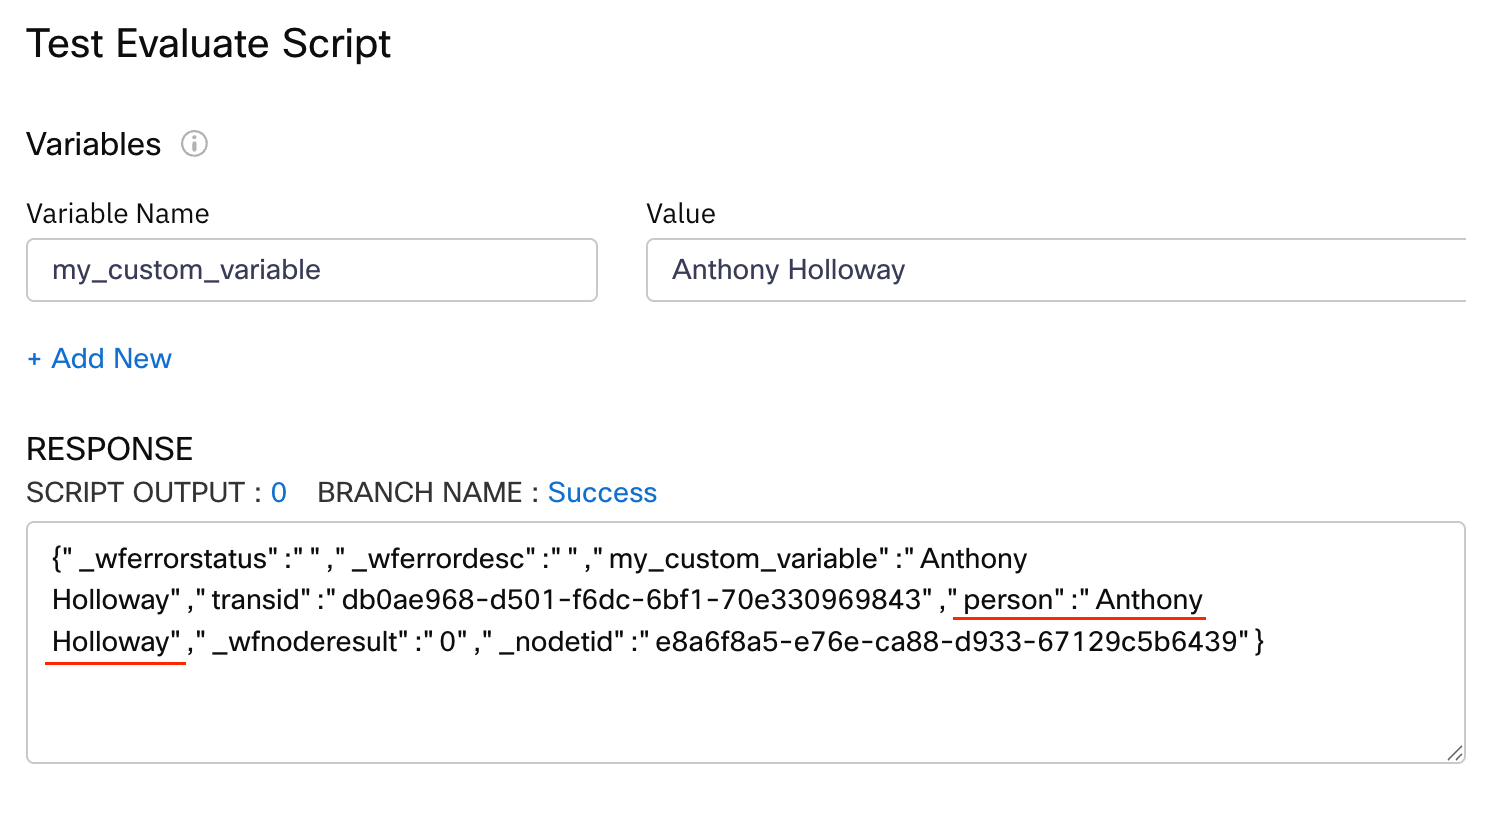 Test Evaluate Script
Variables
Variable Name
Value
my_custom_variable
Anthony Holloway
+ Add New
RESPONSE
SCRIPT OUTPUT : 0 BRANCH NAME : Success
{"_wferrorstatus":"","_wferrordesc":"","my_custom_variable":"Anthony
Holloway","transid":"db0ae968-d501-f6dc-6bf1-70e330969843","person":"Anthony
Holloway","_wfnoderesult":"0","_nodetid":"e8a6f8a5-e76e-ca88-d933-67129c5b6439"}